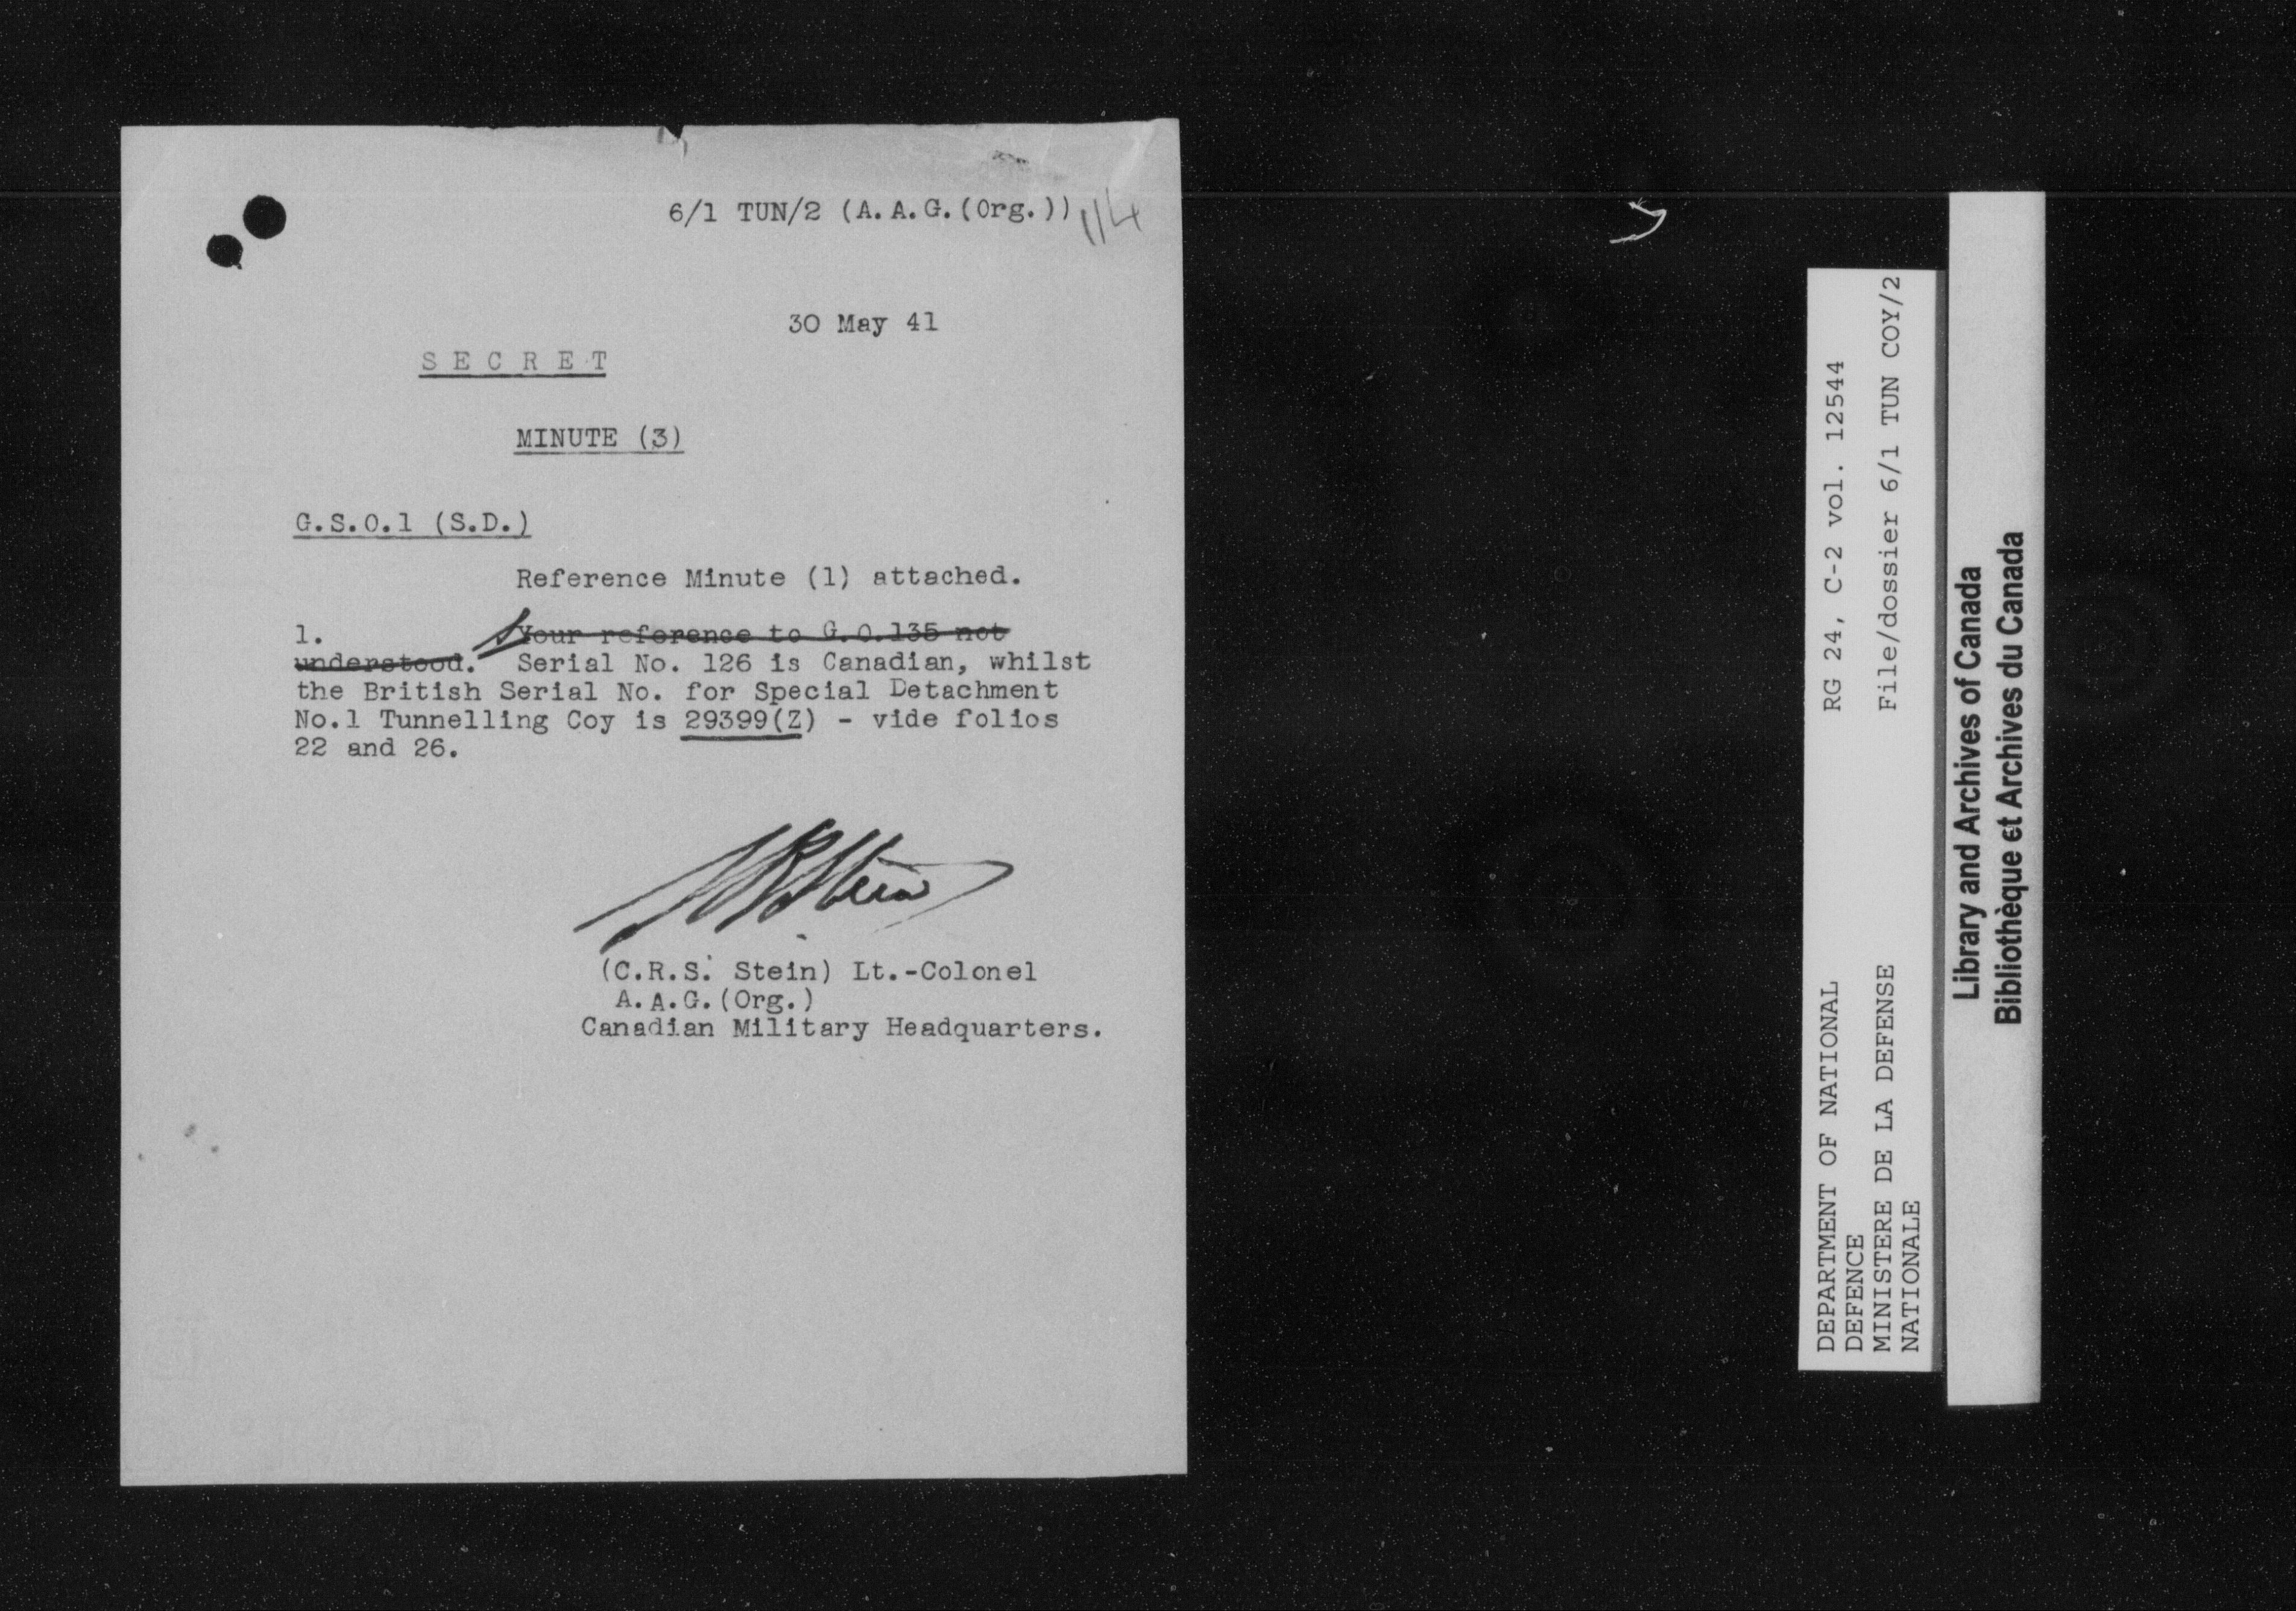 6/1 TUN/2 (A.A.G.(Org.)) 114
30 May 41
S E C R E T
MINUTE (3)
G.S.O.1 (S.D.)
Reference Minute (1) attached.
1. Your reference to G.O.135 not
understood. Serial No. 126 is Canadian, whilst
the British Serial No. for Special Detachment
No.1 Tunnelling Coy is 29399(Z) - vide folios
22 and 26.
CRStein
(C.R.S. Stein) Lt.-Colonel
A.A.G.(Org.)
Canadian Military Headquarters.
DEPARTMENT OF NATIONAL
DEFENCE
MINISTERE DE LA DEFENSE
NATIONALE
RG 24, C-2 vol. 12544
File/dossier 6/1 TUN COY/2
Library and Archives of Canada
Bibliothèque et Archives du Canada